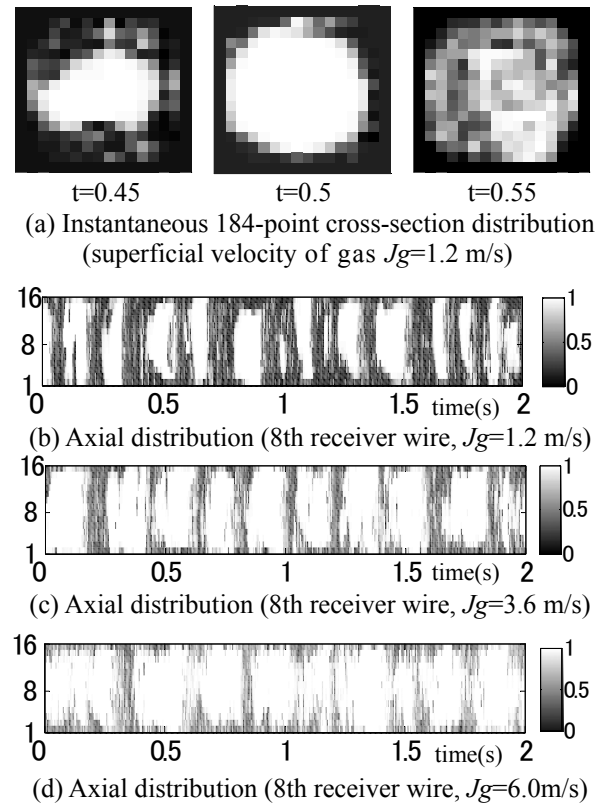 t=0.45 t=0.5 t=0.55
(a) Instantaneous 184-point cross-section distribution
(superficial velocity of gas Jg=1.2 m/s)
16
8
1
0 0.5 1 1.5 time(s) 2
1
0.5
0
(b) Axial distribution (8th receiver wire, Jg=1.2 m/s)
16
8
1
0 0.5 1 1.5 time(s) 2
1
0.5
0
(c) Axial distribution (8th receiver wire, Jg=3.6 m/s)
16
8
1
0 0.5 1 1.5 time(s) 2
1
0.5
0
(d) Axial distribution (8th receiver wire, Jg=6.0m/s)